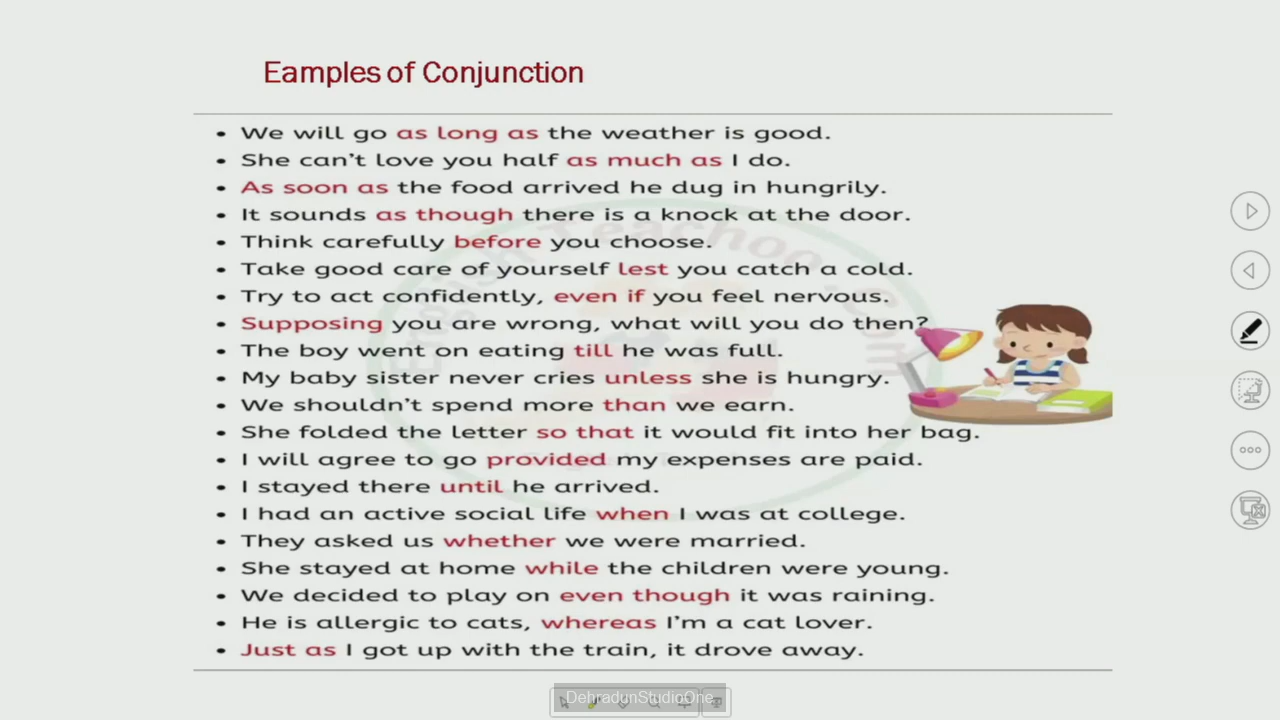 Eamples of Conjunction
• We will go as long as the weather is good.
• She can't love you half as much as I do.
• As soon as the food arrived he dug in hungrily.
• It sounds as though there is a knock at the door.
• Think carefully before you choose.
• Take good care of yourself lest you catch a cold.
• Try to act confidently, even if you feel nervous.
• Supposing you are wrong, what will you do then?
• The boy went on eating till he was full.
• My baby sister never cries unless she is hungry.
• We shouldn't spend more than we earn.
• She folded the letter so that it would fit into her bag.
• I will agree to go provided my expenses are paid.
• I stayed there until he arrived.
• I had an active social life when I was at college.
• They asked us whether we were married.
• She stayed at home while the children were young.
• We decided to play on even though it was raining.
• He is allergic to cats, whereas I'm a cat lover.
• Just as I got up with the train, it drove away.
DehradunStudioOne